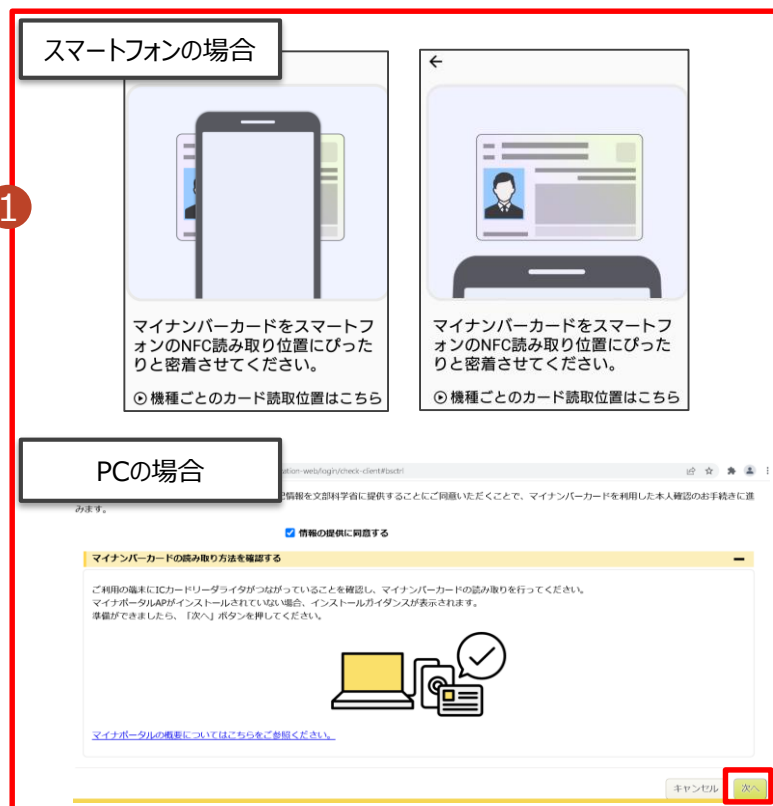 スマートフォンの場合
1
マイナンバーカードをスマートフ
ォンのNFC読み取り位置にぴった
りと密着させてください。
機種ごとのカード読取位置はこちら
マイナンバーカードをスマートフ
ォンのNFC読み取り位置にぴった
りと密着させてください。
機種ごとのカード読取位置はこちら
PCの場合
ation-web/login/check-client#bsctrl
情報を文部科学省に提供することにご同意いただくことで、マイナンバーカードを利用した本人確認のお手続きに進
みます。
情報の提供に同意する
マイナンバーカードの読み取り方法を確認する
ご利用の端末にICカードリーダライタがつながっていることを確認し、マイナンバーカードの読み取りを行ってください。
マイナポータルAPがインストールされていない場合、インストールガイダンスが表示されます。
準備ができましたら、「次へ」ボタンを押してください。
マイナポータルの概要についてはこちらをご参照ください。
キャンセル
次へ